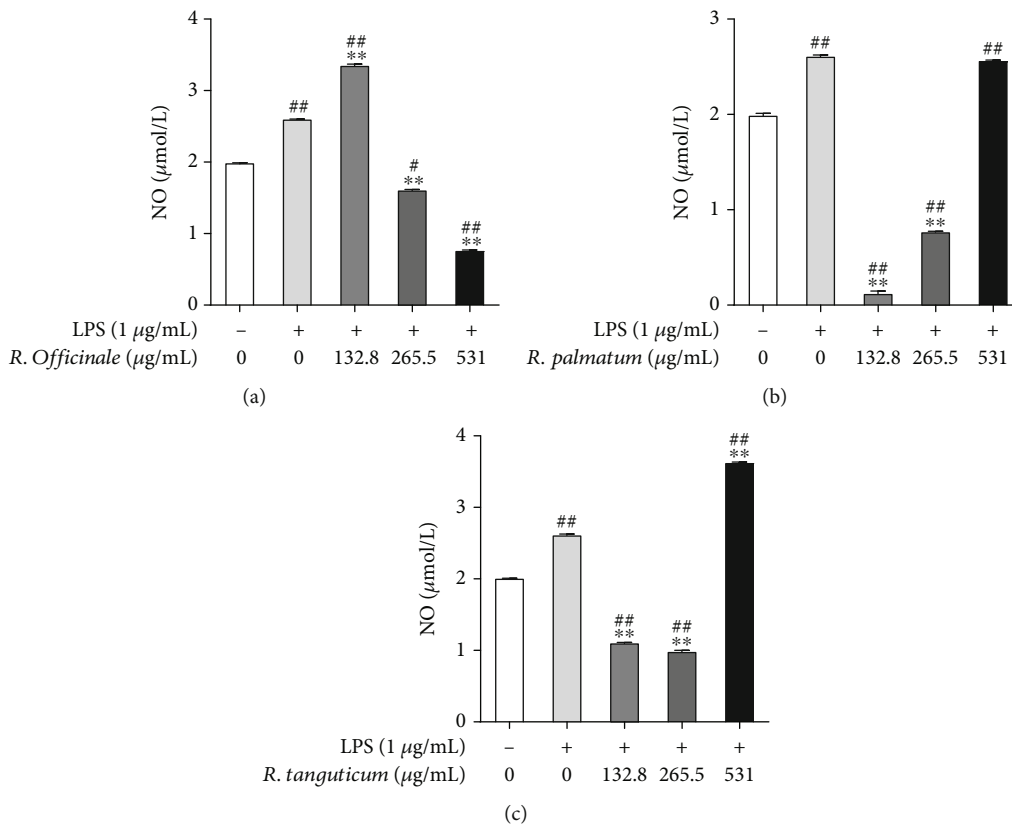 4
3
2
1
0
NO (μmol/L)
##
##
**
#
**
##
**
LPS (1 μg/mL) – + + + +
R. Officinale (μg/mL) 0 0 132.8 265.5 531
(a)
3
2
1
0
NO (μmol/L)
##
##
**
##
**
##
LPS (1 μg/mL) – + + + +
R. palmatum (μg/mL) 0 0 132.8 265.5 531
(b)
4
3
2
1
0
NO (μmol/L)
##
##
**
##
**
##
**
LPS (1 μg/mL) – + + + +
R. tanguticum (μg/mL) 0 0 132.8 265.5 531
(c)